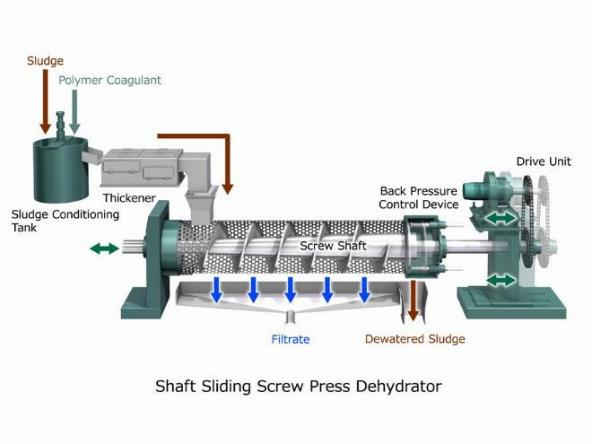 Sludge
Polymer Coagulant
Drive Unit
Thickener
Back Pressure
Control Device
Sludge Conditioning
Tank
Screw Shaft
Filtrate
Dewatered Sludge
Shaft Sliding Screw Press Dehydrator